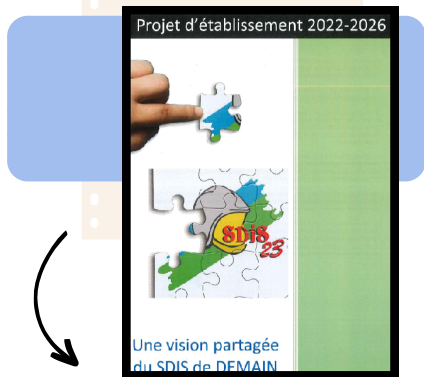 Projet d'établissement 2022-2026
SDIS
23
Une vision partagée
du SDIS de DEMAIN